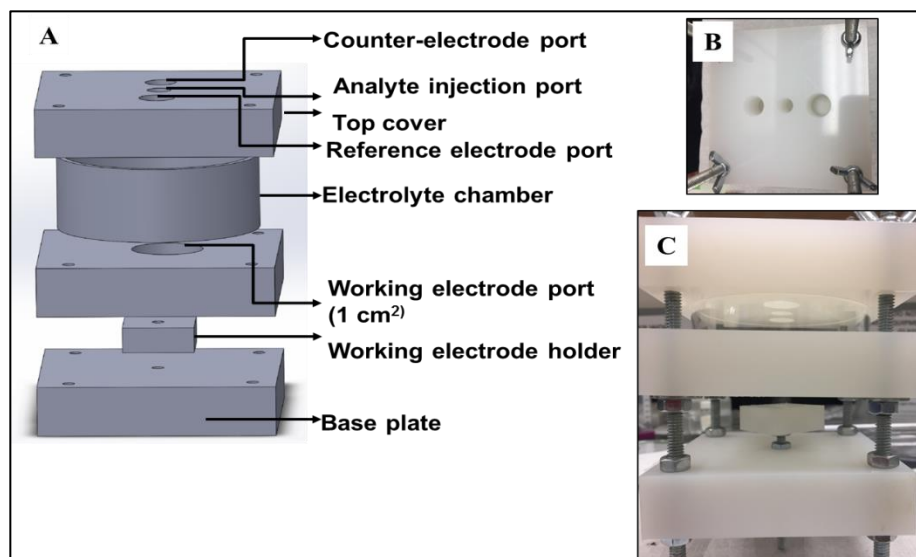 A
Counter-electrode port
Analyte injection port
Top cover
Reference electrode port
Electrolyte chamber
Working electrode port
(1 cm²⁾
Working electrode holder
Base plate
B
C